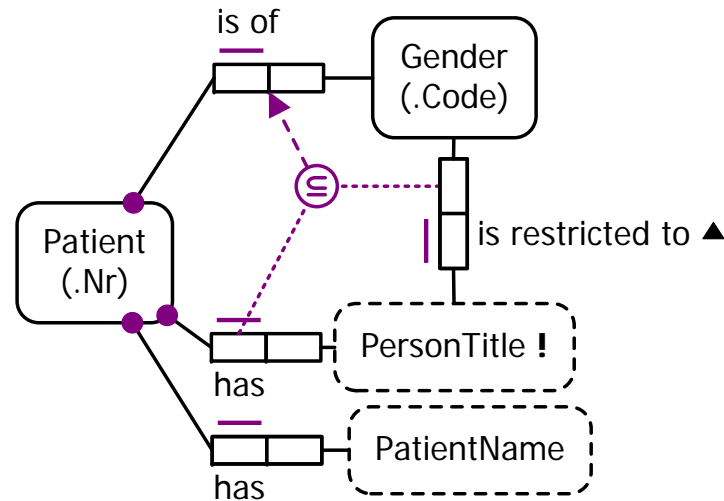 is of
Gender
(.Code)
⊆
Patient
(.Nr)
is restricted to ▲
PersonTitle !
has
PatientName
has